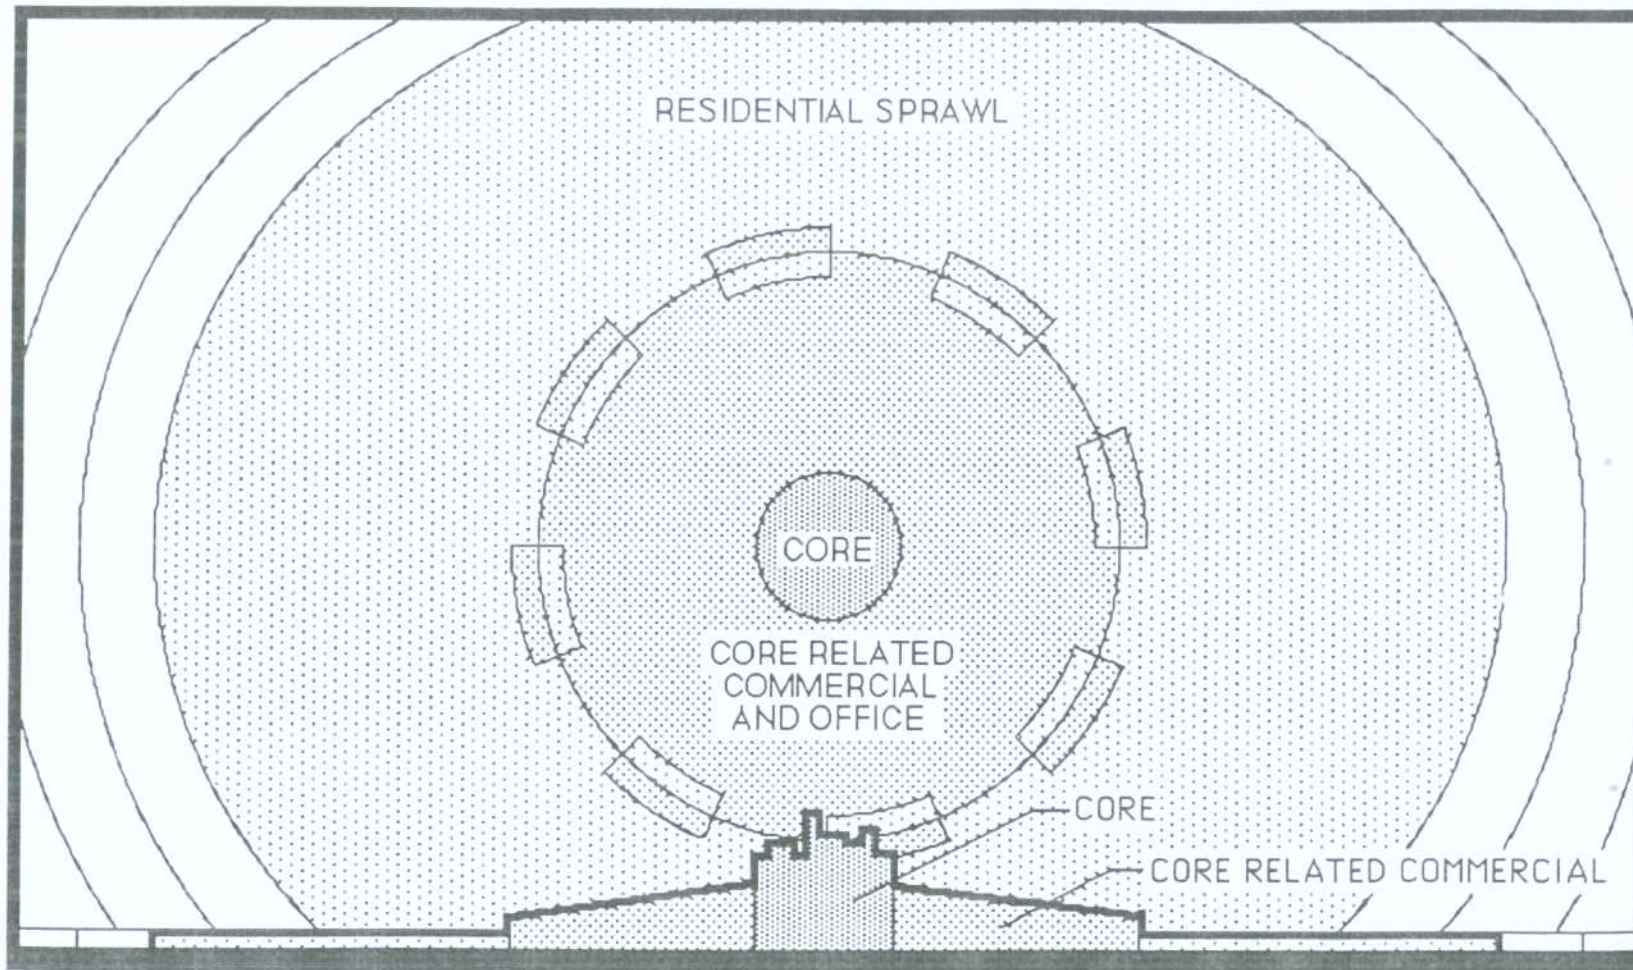 RESIDENTIAL SPRAWL
CORE
CORE RELATED
COMMERCIAL
AND OFFICE
CORE
CORE RELATED COMMERCIAL